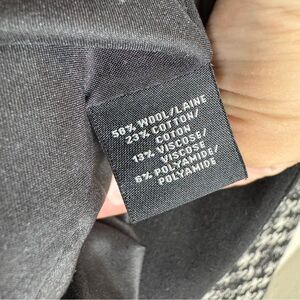 58% WOOL/LAINE
23% COTTON/
COTON
13% VISCOSE/
VISCOSE
6% POLYAMIDE/
POLYAMIDE